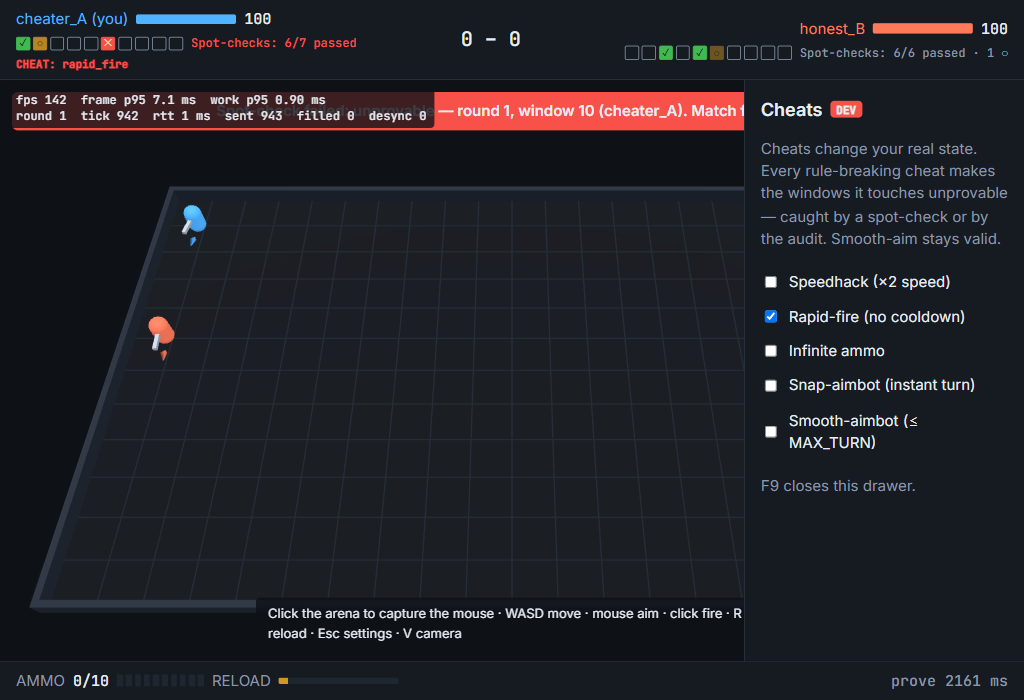 cheater_A (you) 100
Spot-checks: 6/7 passed
CHEAT: rapid_fire
0 – 0
honest_B 100
Spot-checks: 6/6 passed · 1 ○
fps 142 frame p95 7.1 ms work p95 0.90 ms
round 1 tick 942 rtt 1 ms sent 943 filled 0 desync 0
unprovable — round 1, window 10 (cheater_A). Match
Cheats DEV
Cheats change your real state.
Every rule-breaking cheat makes
the windows it touches unprovable
— caught by a spot-check or by
the audit. Smooth-aim stays valid.
Speedhack (×2 speed)
Rapid-fire (no cooldown)
Infinite ammo
Snap-aimbot (instant turn)
Smooth-aimbot (≤
MAX_TURN)
F9 closes this drawer.
Click the arena to capture the mouse · WASD move · mouse aim · click fire · R
reload · Esc settings · V camera
AMMO 0/10 RELOAD
prove 2161 ms